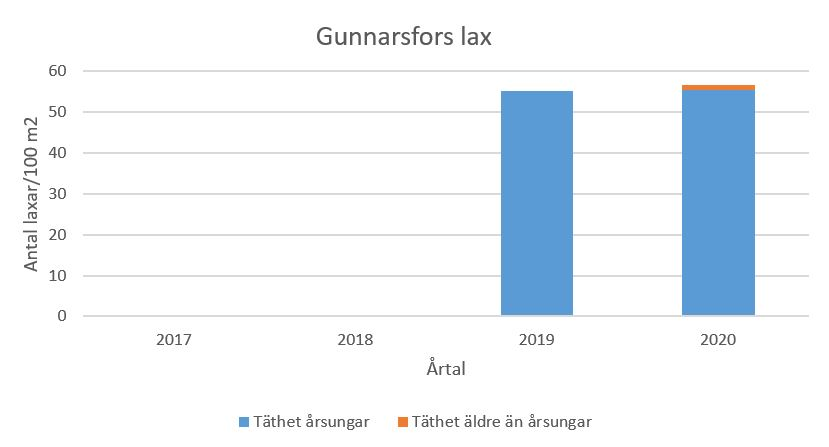 Gunnarsfors lax
Antal laxar/100 m2
60
50
40
30
20
10
0
2017 2018 2019 2020
Årtal
Täthet årsungar Täthet äldre än årsungar